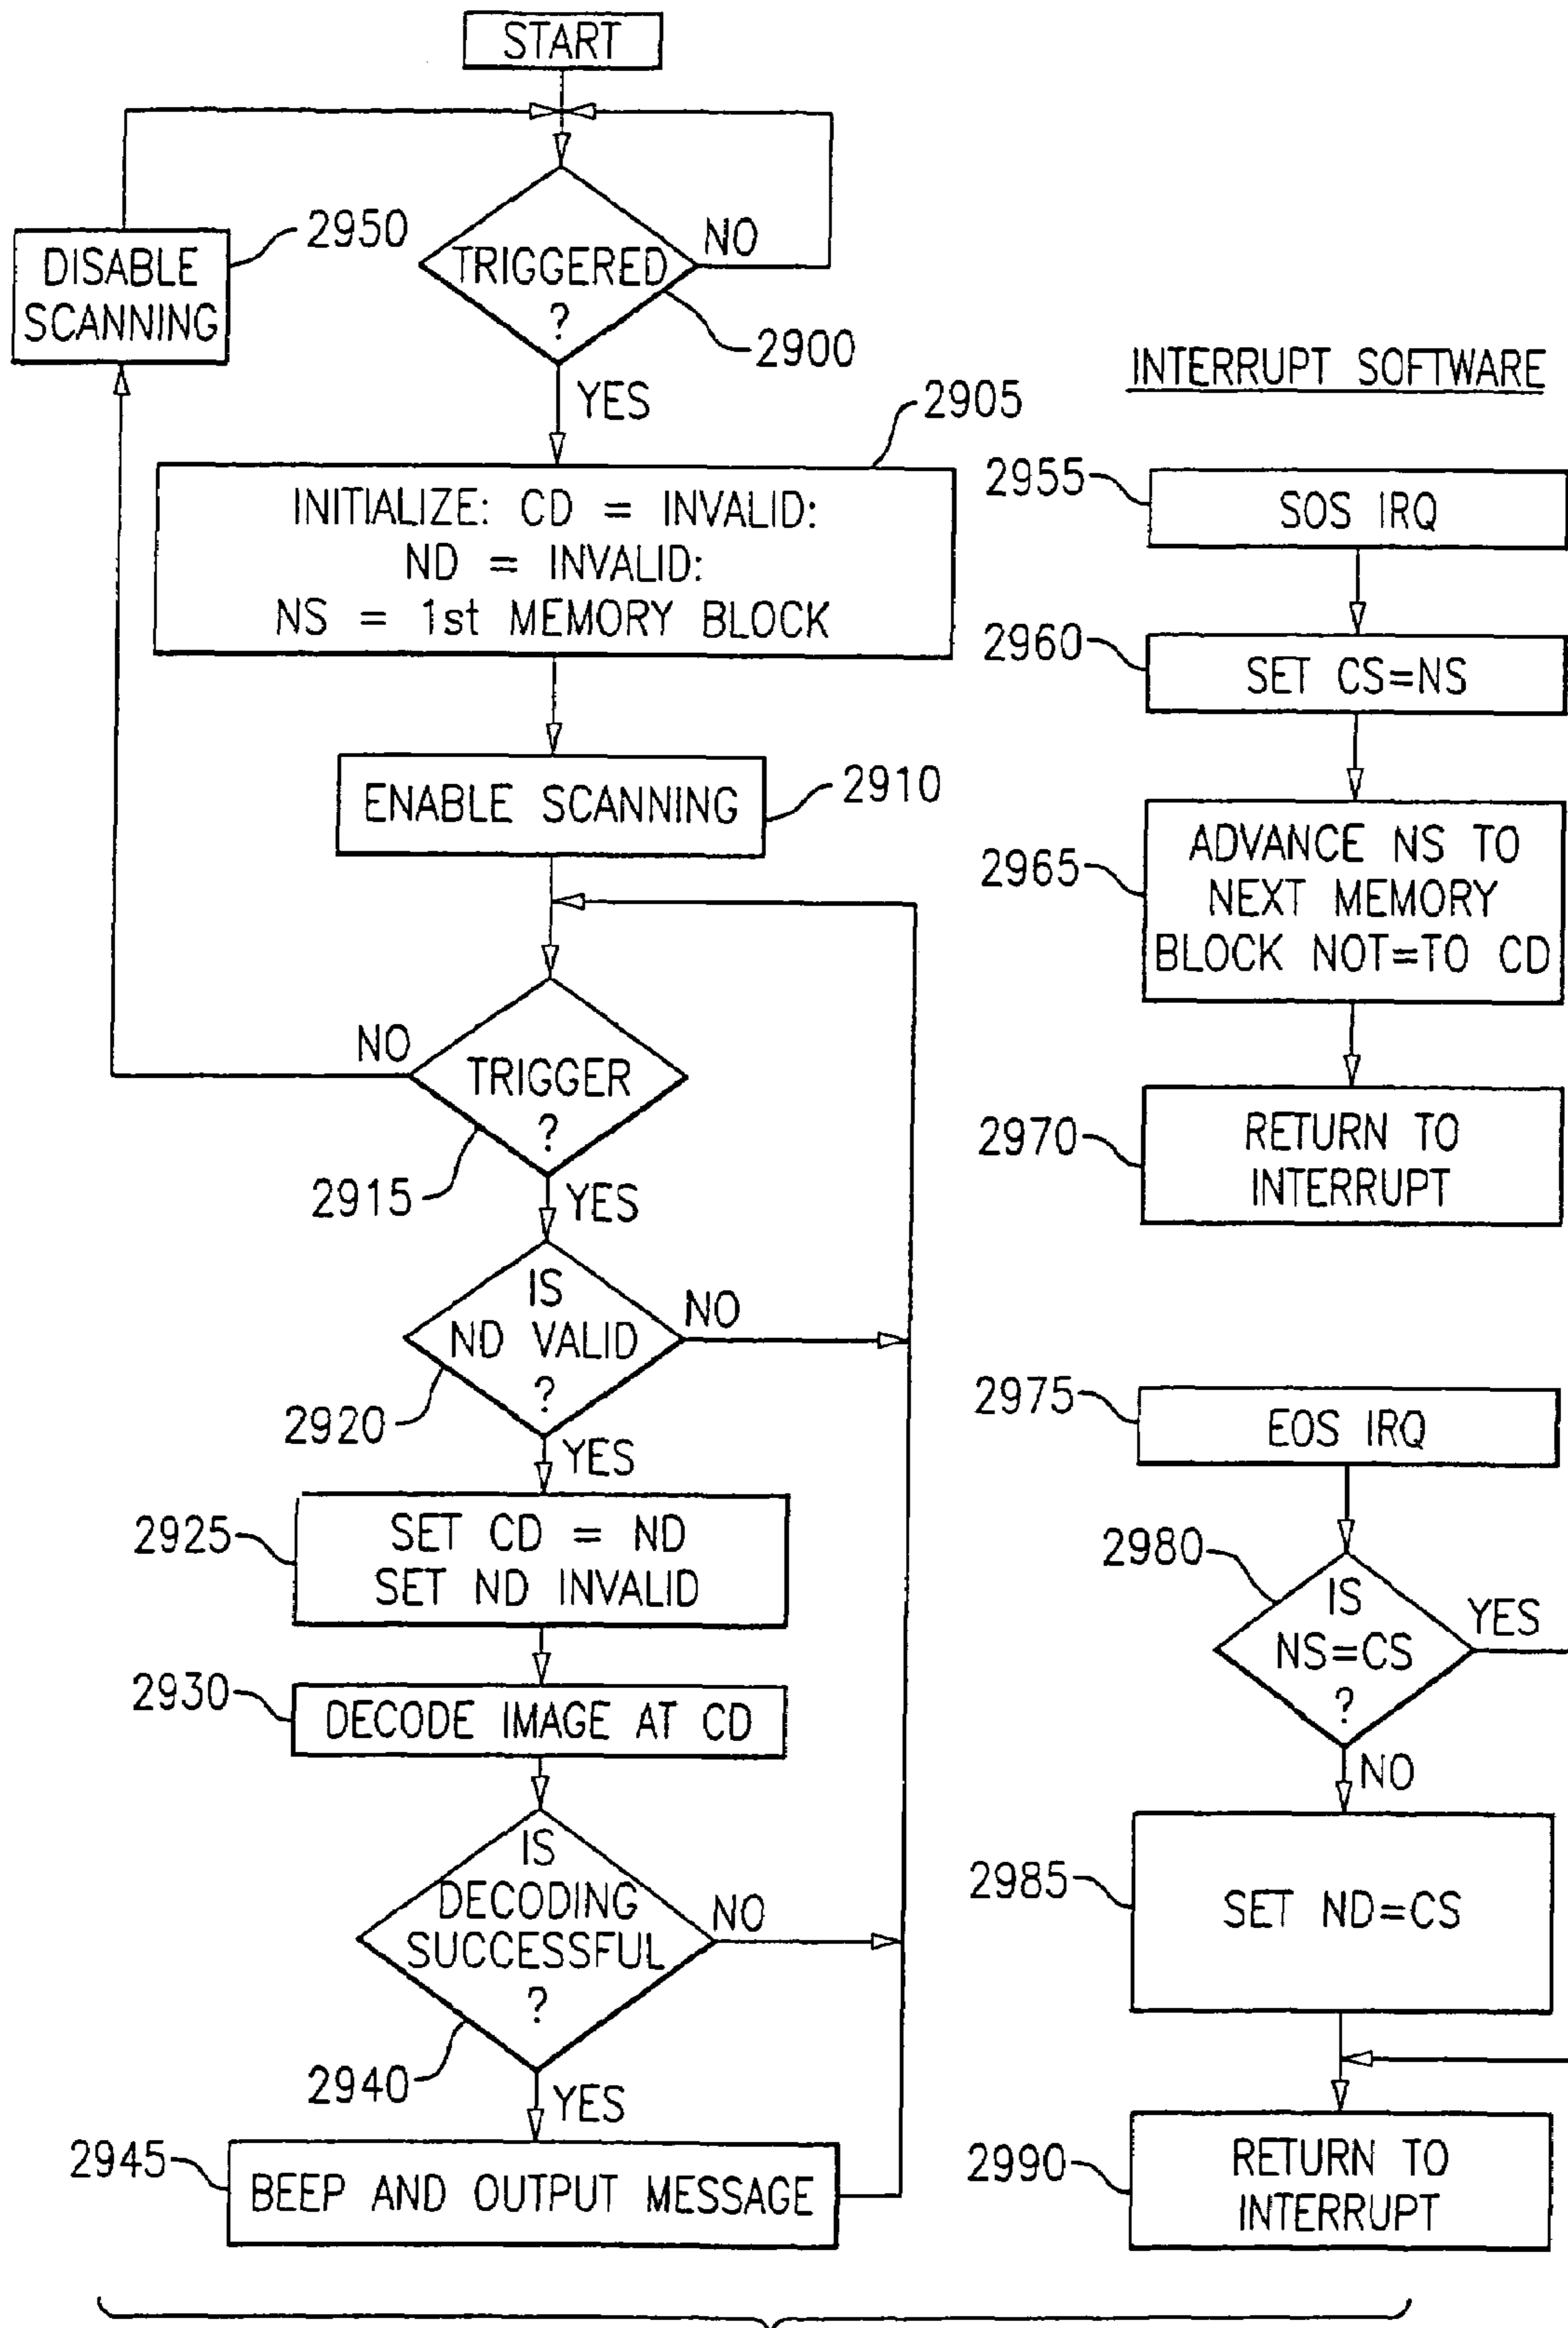 START
2950
DISABLE
SCANNING
TRIGGERED
?
NO
2900
YES
2905
INITIALIZE: CD = INVALID:
ND = INVALID:
NS = 1st MEMORY BLOCK
ENABLE SCANNING
2910
NO
TRIGGER
?
2915
YES
IS
ND VALID
?
NO
2920
YES
2925
SET CD = ND
SET ND INVALID
2930
DECODE IMAGE AT CD
IS
DECODING
SUCCESSFUL
?
NO
2940
YES
2945
BEEP AND OUTPUT MESSAGE
INTERRUPT SOFTWARE
2955
SOS IRQ
2960
SET CS=NS
2965
ADVANCE NS TO
NEXT MEMORY
BLOCK NOT=TO CD
2970
RETURN TO
INTERRUPT
2975
EOS IRQ
2980
IS
NS=CS
?
YES
NO
2985
SET ND=CS
2990
RETURN TO
INTERRUPT